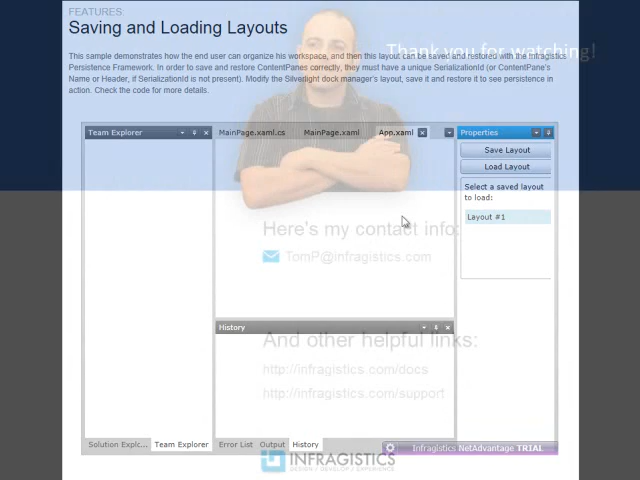 FEATURES:
Saving and Loading Layouts
Thank you for watching!
This sample demonstrates how the end user can organize his workspace, and then this layout can be saved and restored with the Infragistics
Persistence Framework. In order to save and restore ContentPanes correctly, they must have a unique SerializationId (or ContentPane's
Name or Header, if SerializationId is not present). Modify the Silverlight dock manager's layout, save it and restore it to see persistence in
action. Check the code for more details.
Team Explorer
MainPage.xaml.cs MainPage.xaml App.xaml
Properties
Save Layout
Load Layout
Select a saved layout
to load:
Layout #1
Here's my contact info:
TomP@infragistics.com
History
And other helpful links:
http://infragistics.com/docs
http://infragistics.com/support
Solution Explc... Team Explorer
Error List Output History
Infragistics NetAdvantage TRIAL
INFRAGISTICS
DESIGN / DEVELOP / EXPERIENCE